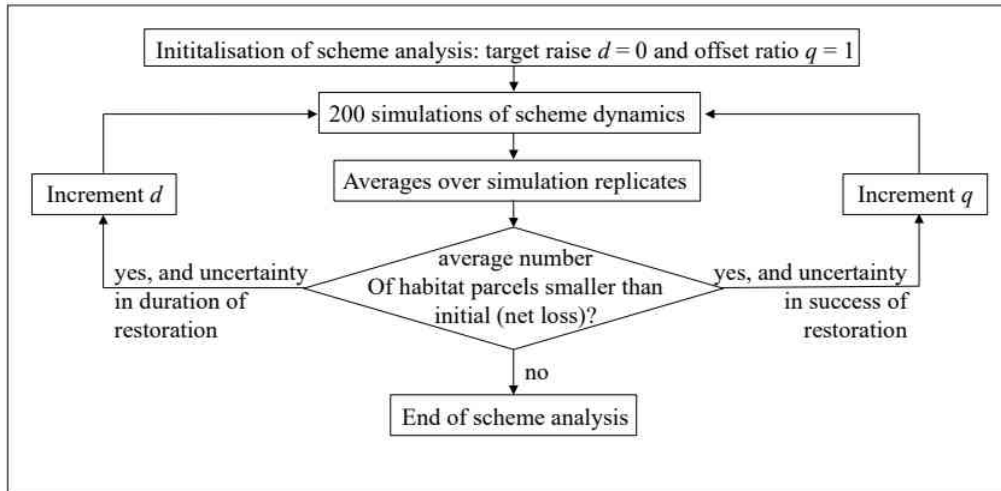 Inititalisation of scheme analysis: target raise d = 0 and offset ratio q = 1
200 simulations of scheme dynamics
Averages over simulation replicates
Increment d
Increment q
average number
Of habitat parcels smaller than
initial (net loss)?
yes, and uncertainty
in duration of
restoration
yes, and uncertainty
in success of
restoration
no
End of scheme analysis